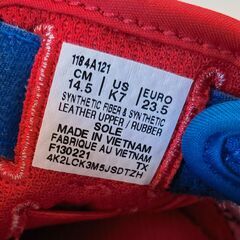 1184A121
CM US EURO
14.5 K7 23.5
SYNTHETIC FIBER & SYNTHETIC
LEATHER UPPER / RUBBER
SOLE
MADE IN VIETNAM
FABRIQUÉ AU VIETNAM
F130221 TX
4K2LCK3M5JSDTZH